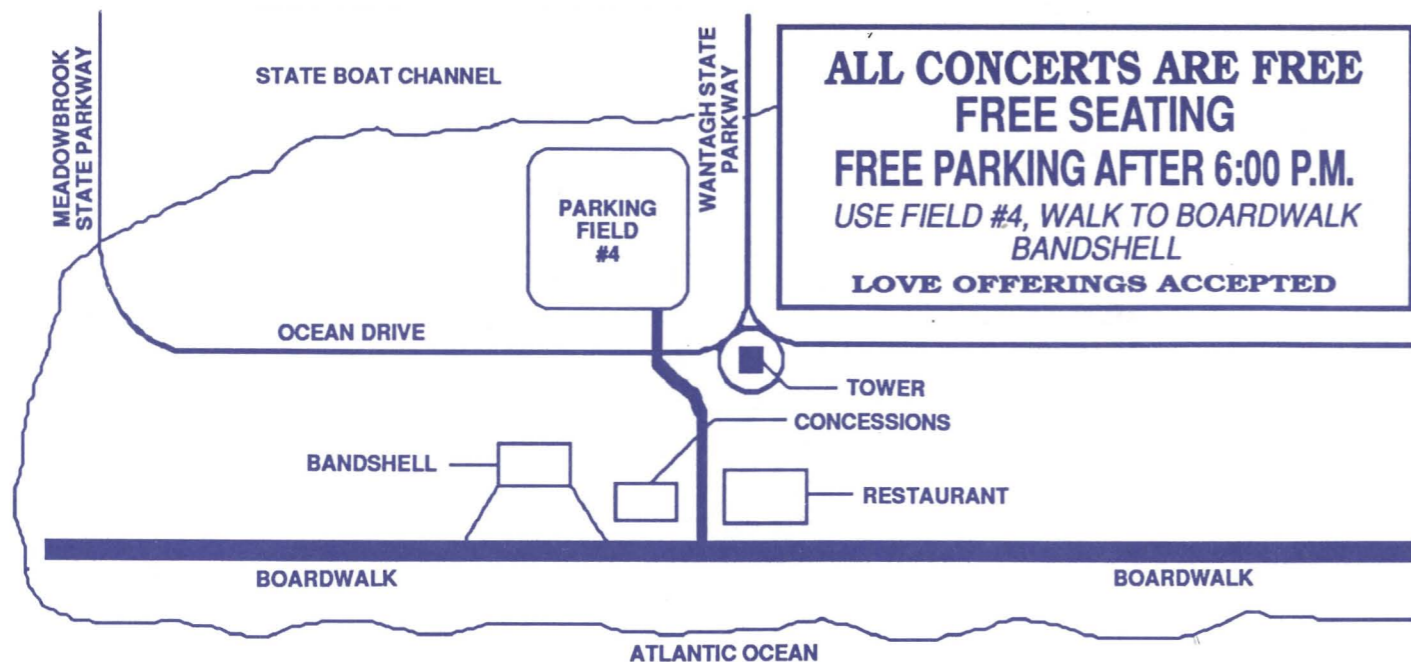 MEADOWBROOK
STATE PARKWAY
STATE BOAT CHANNEL
WANTAGH STATE
PARKWAY
ALL CONCERTS ARE FREE
FREE SEATING
FREE PARKING AFTER 6:00 P.M.
USE FIELD #4, WALK TO BOARDWALK
BANDSHELL
LOVE OFFERINGS ACCEPTED
PARKING
FIELD
#4
OCEAN DRIVE
TOWER
CONCESSIONS
BANDSHELL
RESTAURANT
BOARDWALK
BOARDWALK
ATLANTIC OCEAN